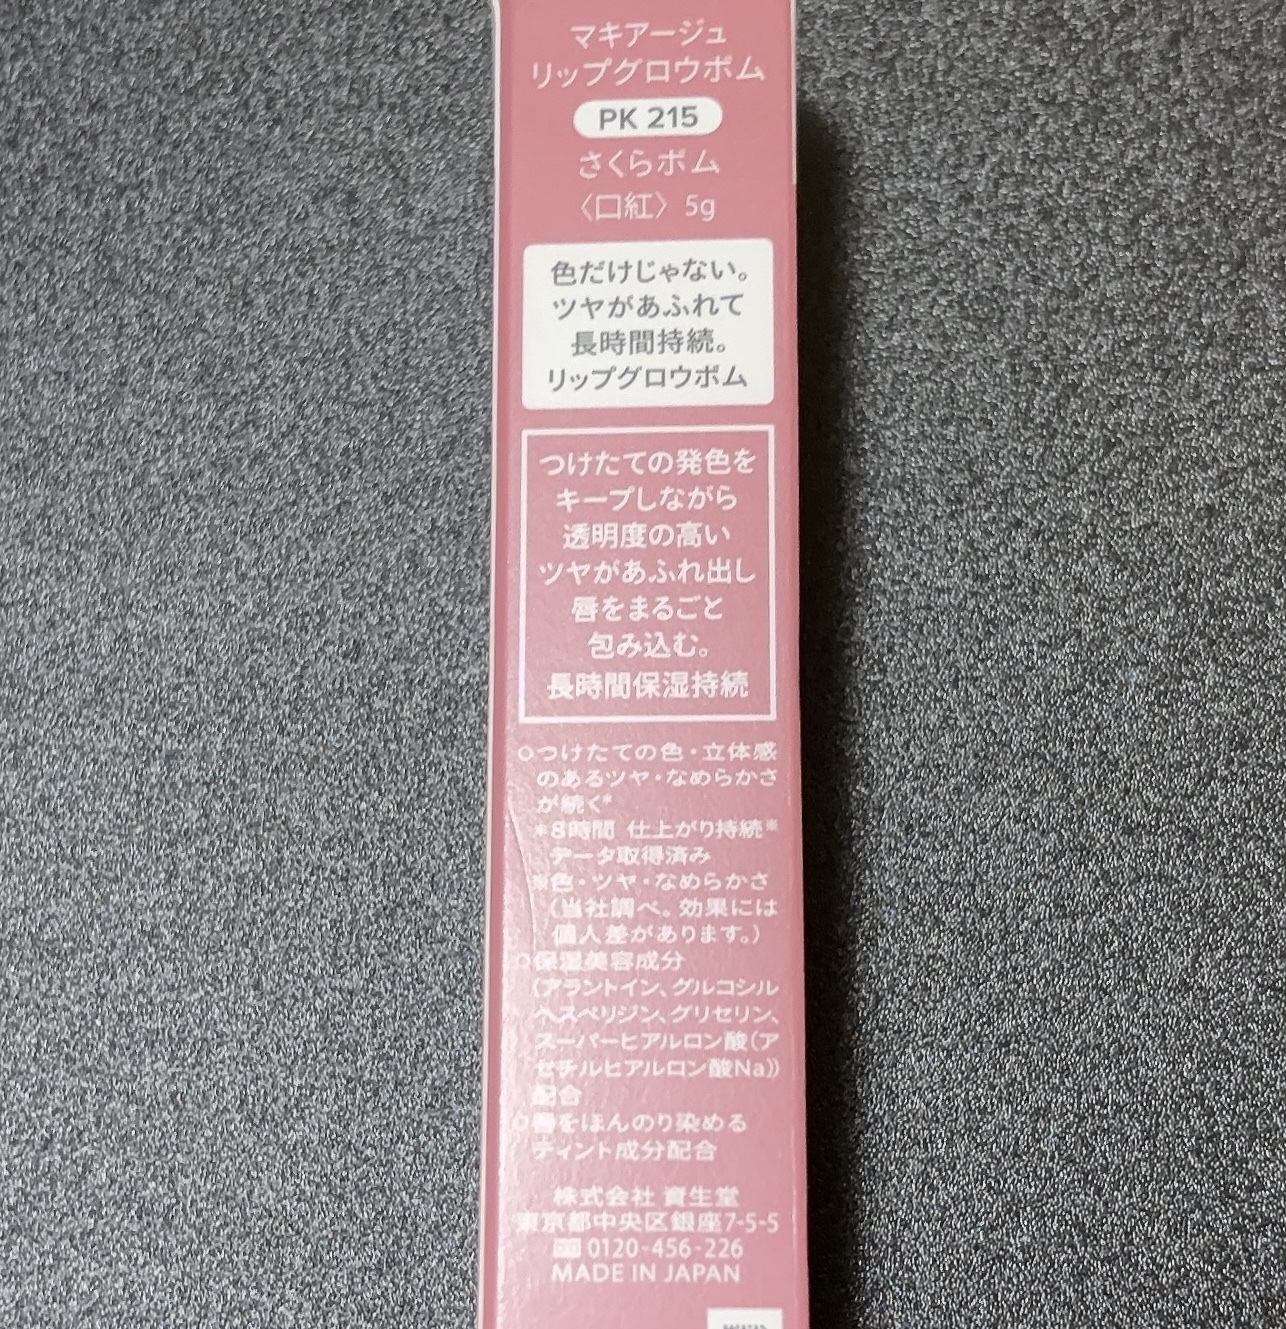 マキアージュ
リップグロウボム
PK 215
さくらボム
〈口紅〉 5g
色だけじゃない。
ツヤがあふれて
長時間持続。
リップグロウボム
つけたての発色を
キープしながら
透明度の高い
ツヤがあふれ出し
唇をまるごと
包み込む。
長時間保湿持続
○つけたての色・立体感
のあるツヤ・なめらかさ
が続く*
*8時間 仕上がり持続※
データ取得済み
※色・ツヤ・なめらかさ
(当社調べ。効果には
個人差があります。)
○保湿美容成分
(アラントイン、グルコシル
ヘスペリジン、グリセリン、
スーパーヒアルロン酸(ア
セチルヒアルロン酸Na))
配合
○唇をほんのり染める
ティント成分配合
株式会社 資生堂
東京都中央区銀座7-5-5
0120-456-226
MADE IN JAPAN